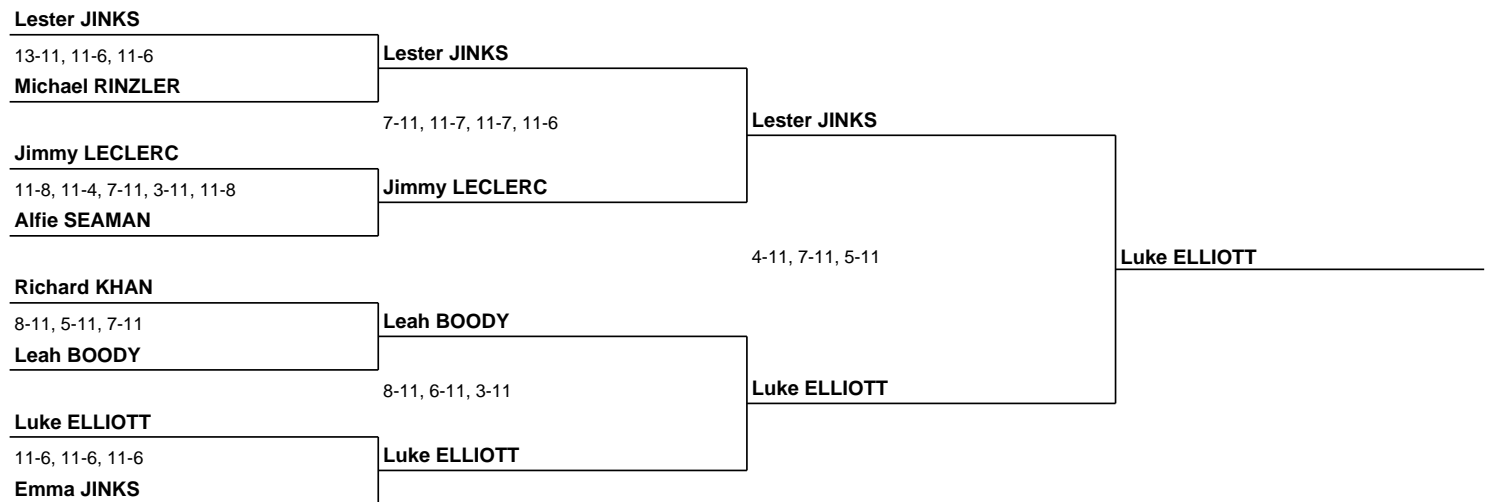 Lester JINKS
13-11, 11-6, 11-6
Michael RINZLER
Jimmy LECLERC
11-8, 11-4, 7-11, 3-11, 11-8
Alfie SEAMAN
Richard KHAN
8-11, 5-11, 7-11
Leah BOODY
Luke ELLIOTT
11-6, 11-6, 11-6
Emma JINKS
Lester JINKS
7-11, 11-7, 11-7, 11-6
Jimmy LECLERC
Leah BOODY
8-11, 6-11, 3-11
Luke ELLIOTT
Lester JINKS
4-11, 7-11, 5-11
Luke ELLIOTT
Luke ELLIOTT